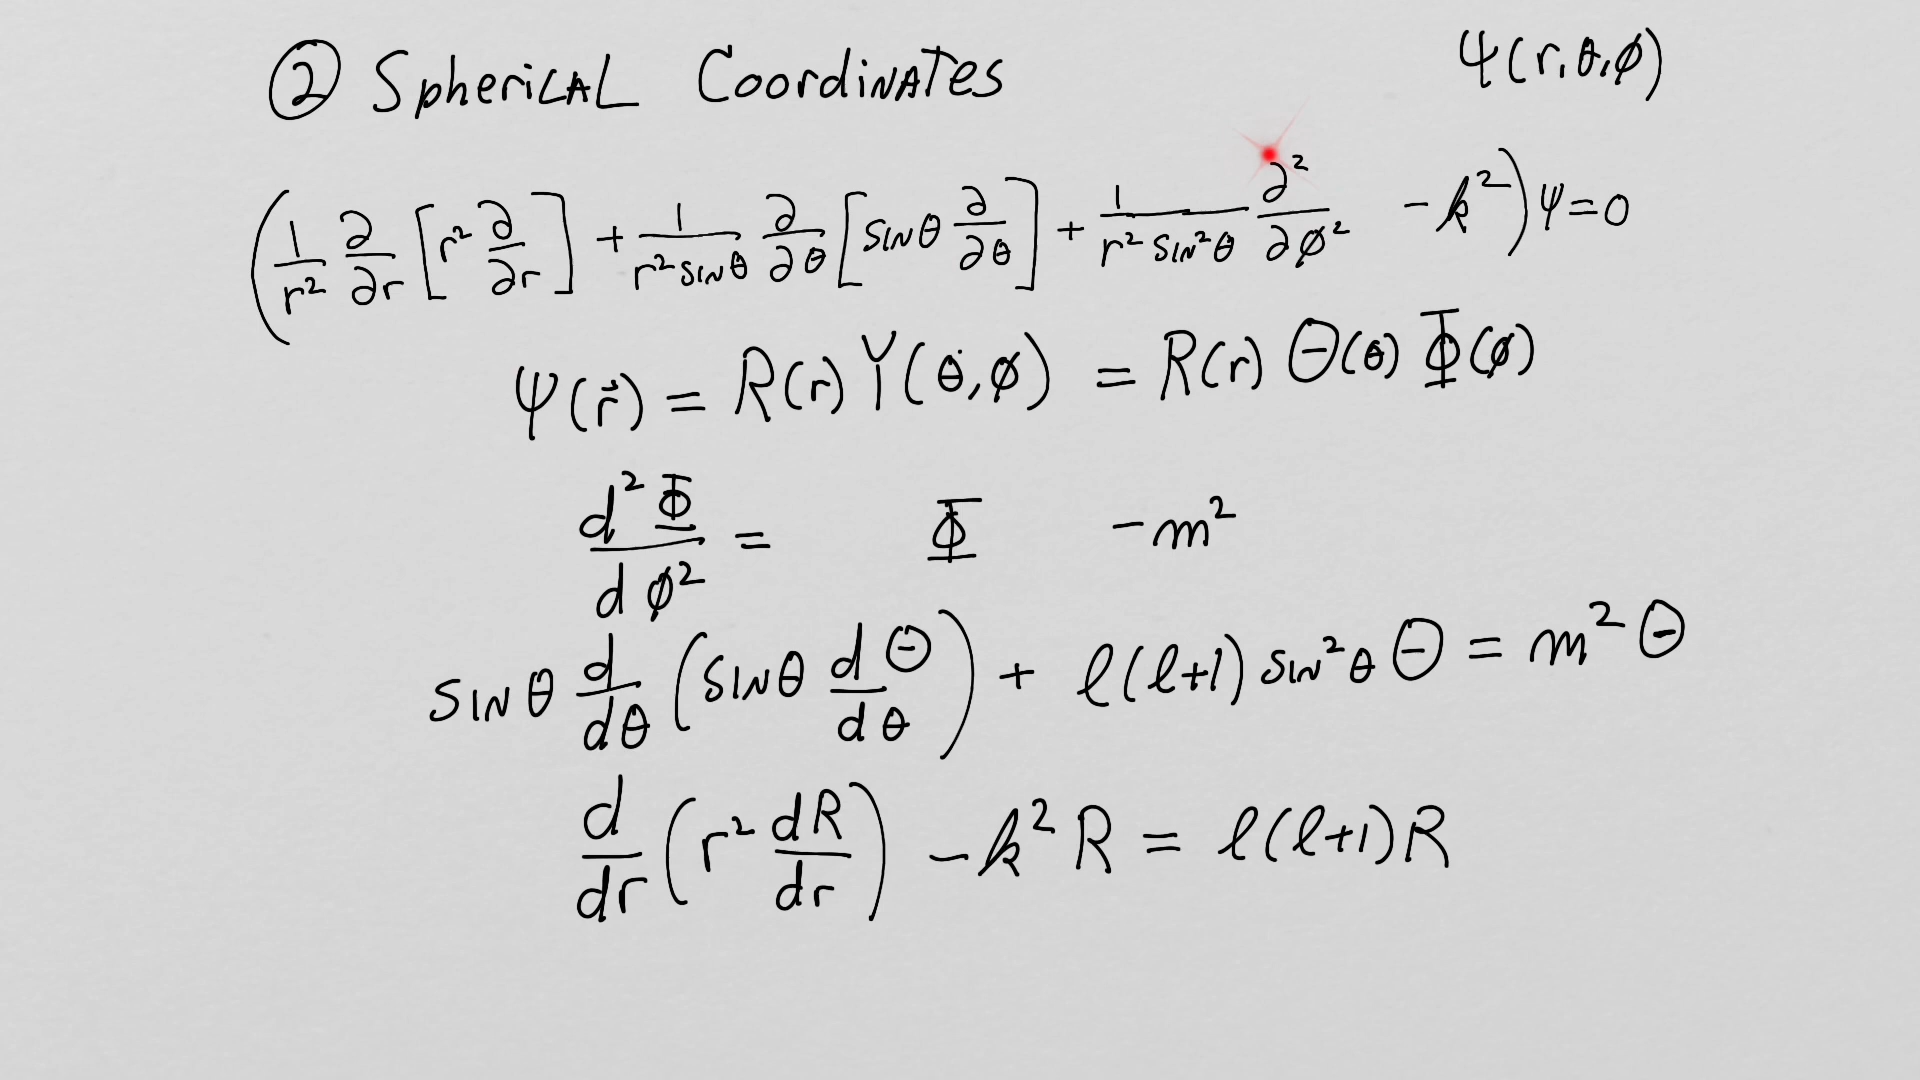 ② Spherical Coordinates ψ(r,θ,φ)
(1/r² ∂/∂r [r² ∂/∂r] + 1/(r² sinθ) ∂/∂θ [sinθ ∂/∂θ] + 1/(r² sin²θ) ∂²/∂φ² - k²) ψ = 0
ψ(r⃗) = R(r) Y(θ,φ) = R(r) Θ(θ) Φ(φ)
d²Φ/dφ² = Φ -m²
sinθ d/dθ (sinθ dΘ/dθ) + ℓ(ℓ+1) sin²θ Θ = m² Θ
d/dr (r² dR/dr) - k² R = ℓ(ℓ+1) R